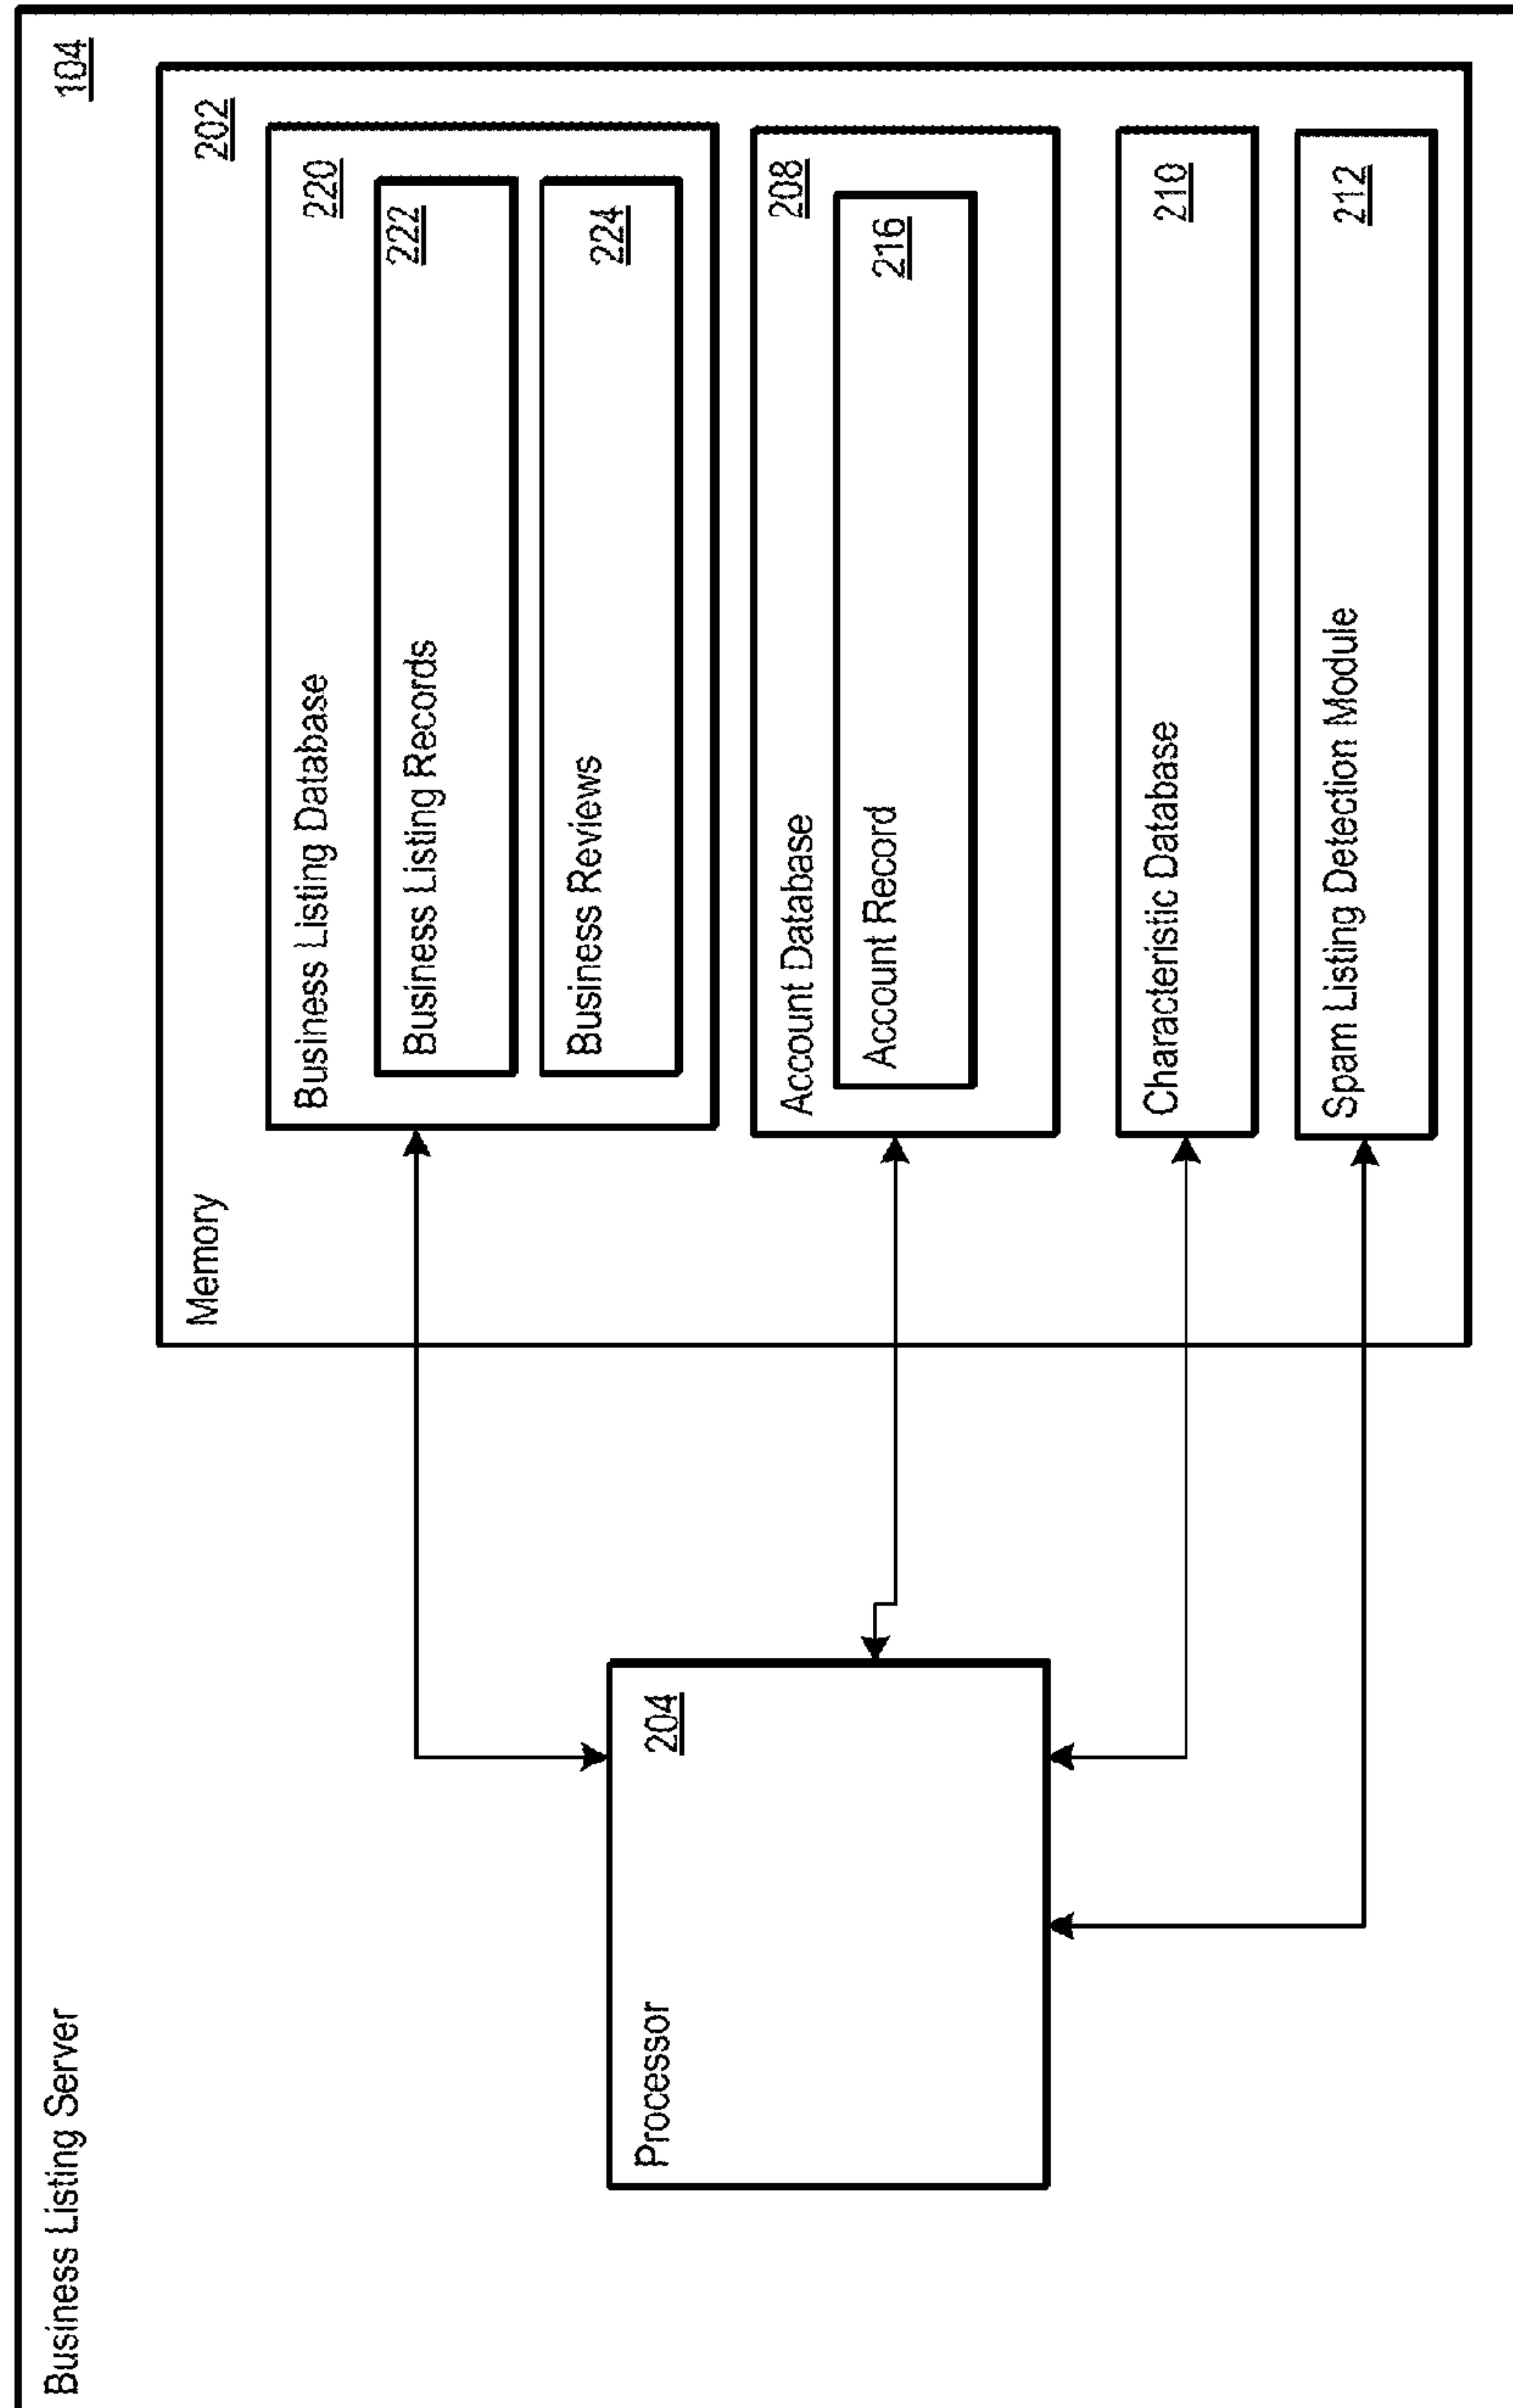 Business Listing Server
104
Processor
204
Memory
202
Business Listing Database
220
Business Listing Records
222
Business Reviews
224
Account Database
208
Account Record
216
Characteristic Database
210
Spam Listing Detection Module
212